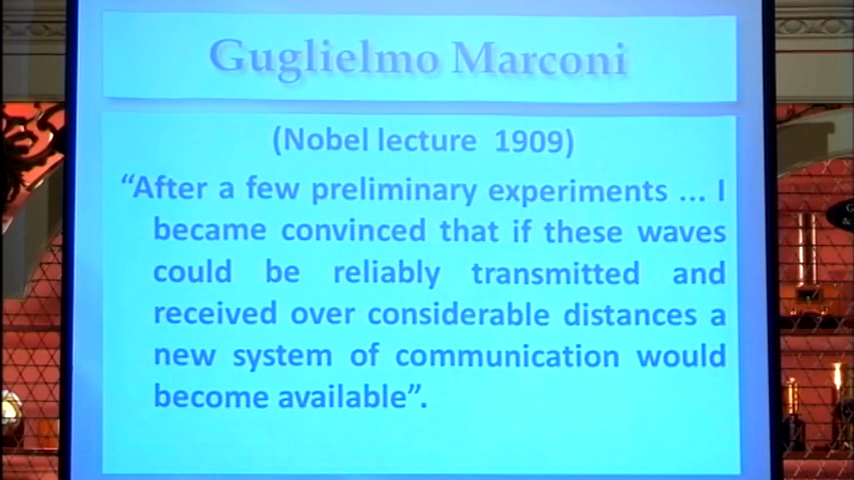 Guglielmo Marconi
(Nobel lecture 1909)
“After a few preliminary experiments ... I
became convinced that if these waves
could be reliably transmitted and
received over considerable distances a
new system of communication would
become available”.